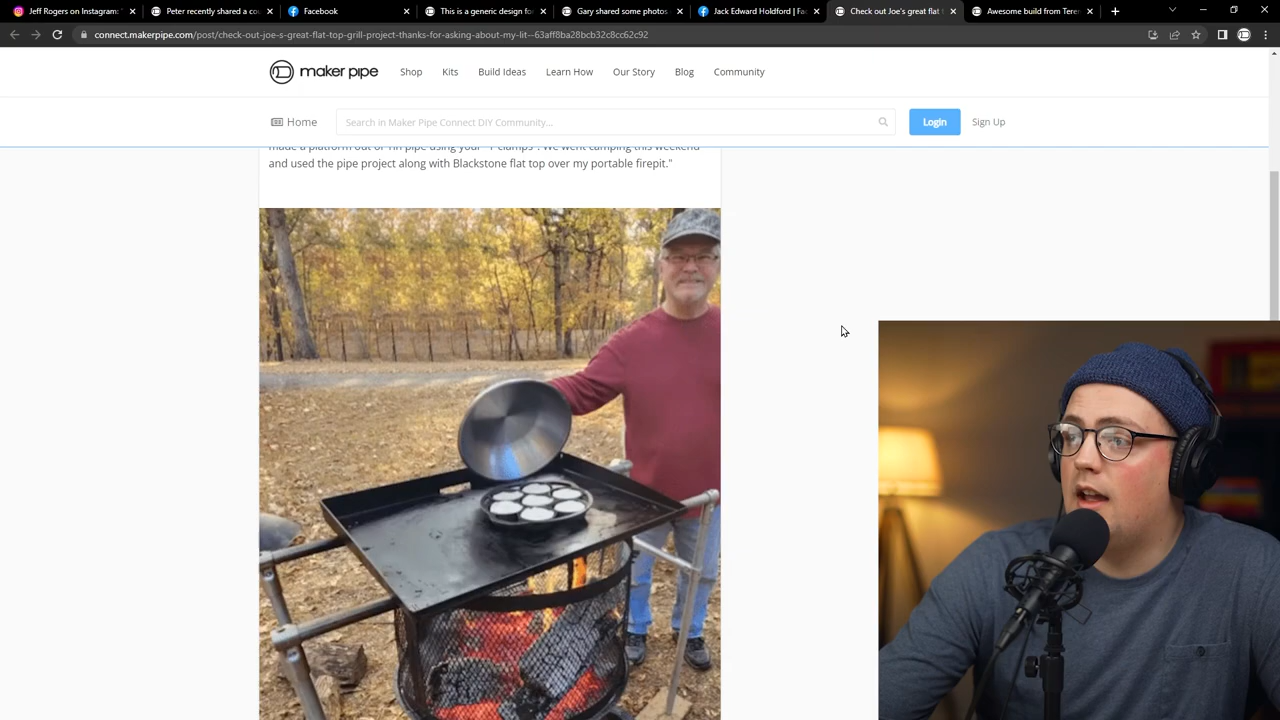 Jeff Rogers on Instagram:
Peter recently shared a cou
Facebook
This is a generic design fo
Gary shared some photos
Jack Edward Holdford | Fac
Check out Joe's great flat
Awesome build from Teren
connect.makerpipe.com/post/check-out-joe-s-great-flat-top-grill-project-thanks-for-asking-about-my-lit--63aff8ba28bcb32c8cc62c92
maker pipe
Shop
Kits
Build Ideas
Learn How
Our Story
Blog
Community
Home
Search in Maker Pipe Connect DIY Community...
Login
Sign Up
and used the pipe project along with Blackstone flat top over my portable firepit."